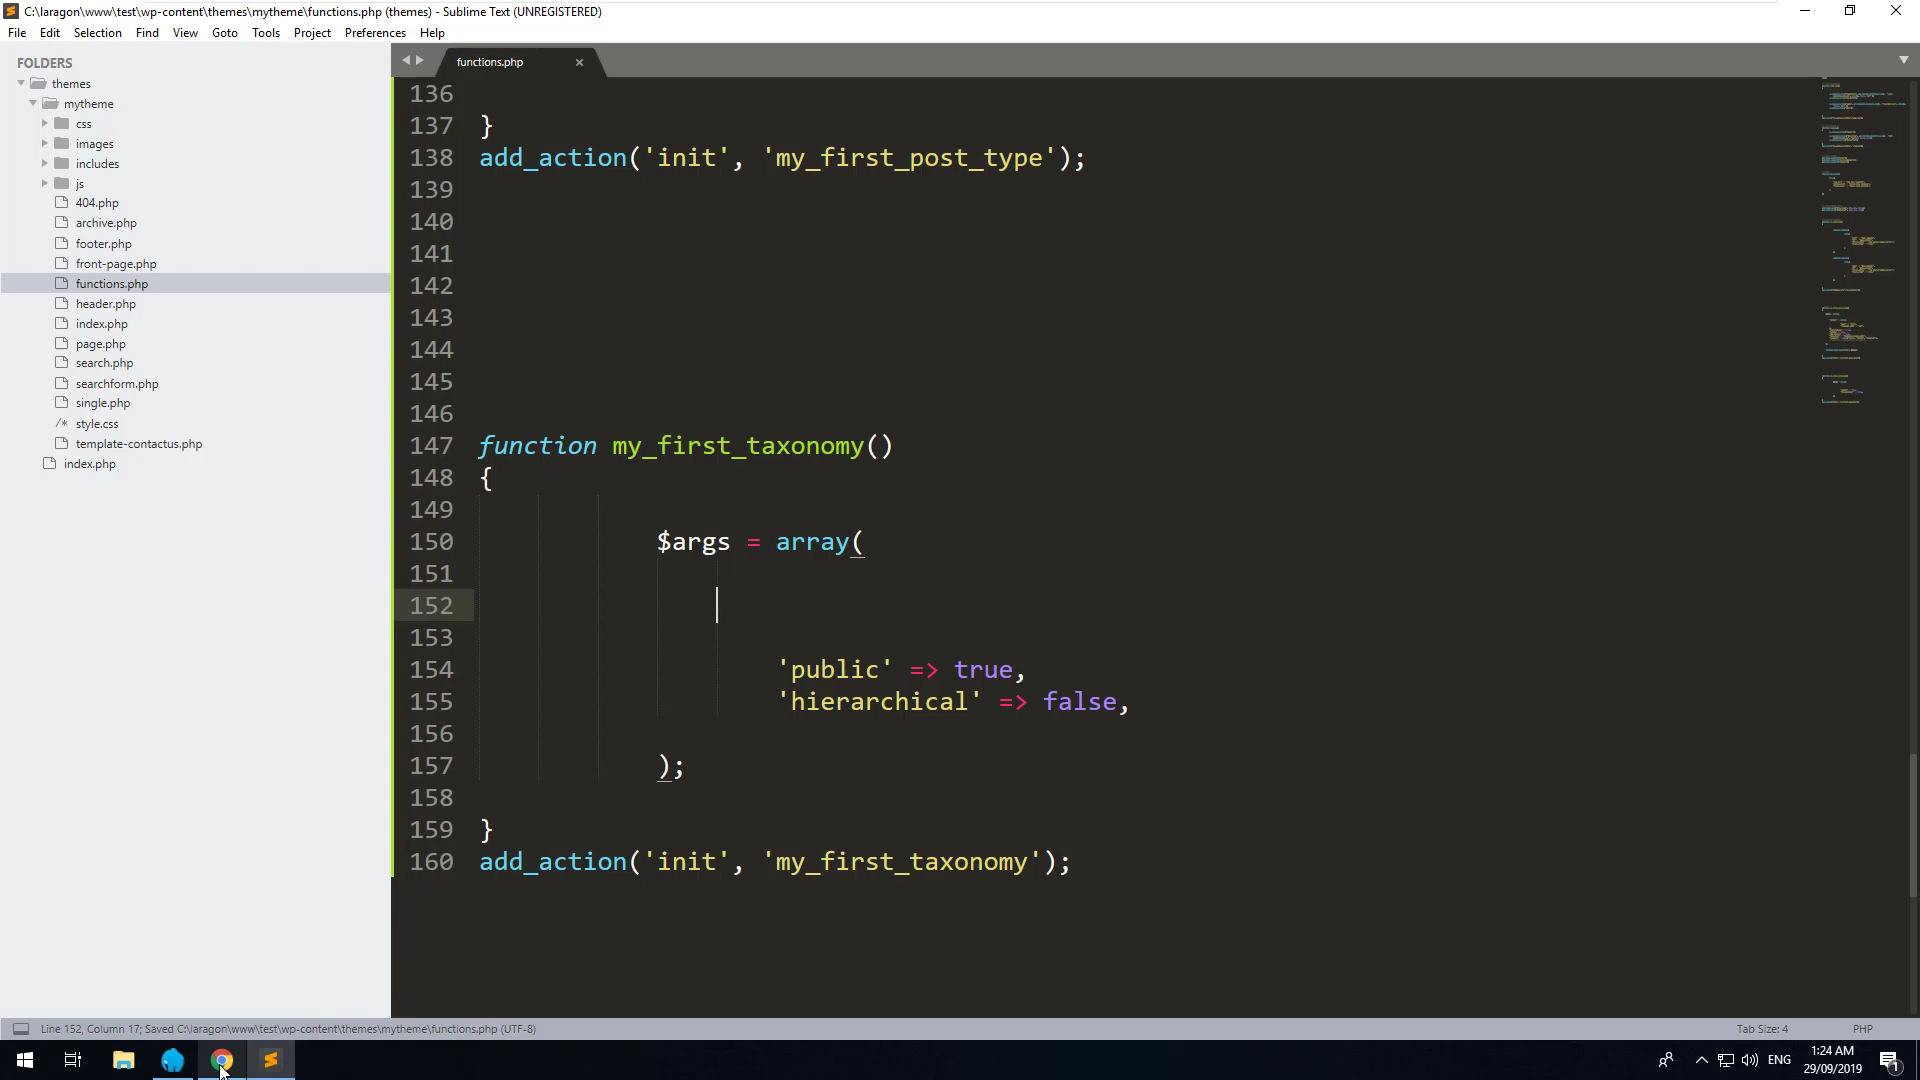 C:\laragon\www\test\wp-content\themes\mytheme\functions.php (themes) - Sublime Text (UNREGISTERED)
File Edit Selection Find View Goto Tools Project Preferences Help
FOLDERS
themes
mytheme
css
images
includes
js
404.php
archive.php
footer.php
front-page.php
functions.php
header.php
index.php
page.php
search.php
searchform.php
single.php
/* style.css
template-contactus.php
index.php
functions.php
136
137 }
138 add_action('init', 'my_first_post_type');
139
140
141
142
143
144
145
146
147 function my_first_taxonomy()
148 {
149
150 $args = array(
151
152
153
154 'public' => true,
155 'hierarchical' => false,
156
157 );
158
159 }
160 add_action('init', 'my_first_taxonomy');
Line 152, Column 17; Saved C:\laragon\www\test\wp-content\themes\mytheme\functions.php (UTF-8)
Tab Size: 4
PHP
ENG
1:24 AM
29/09/2019
1